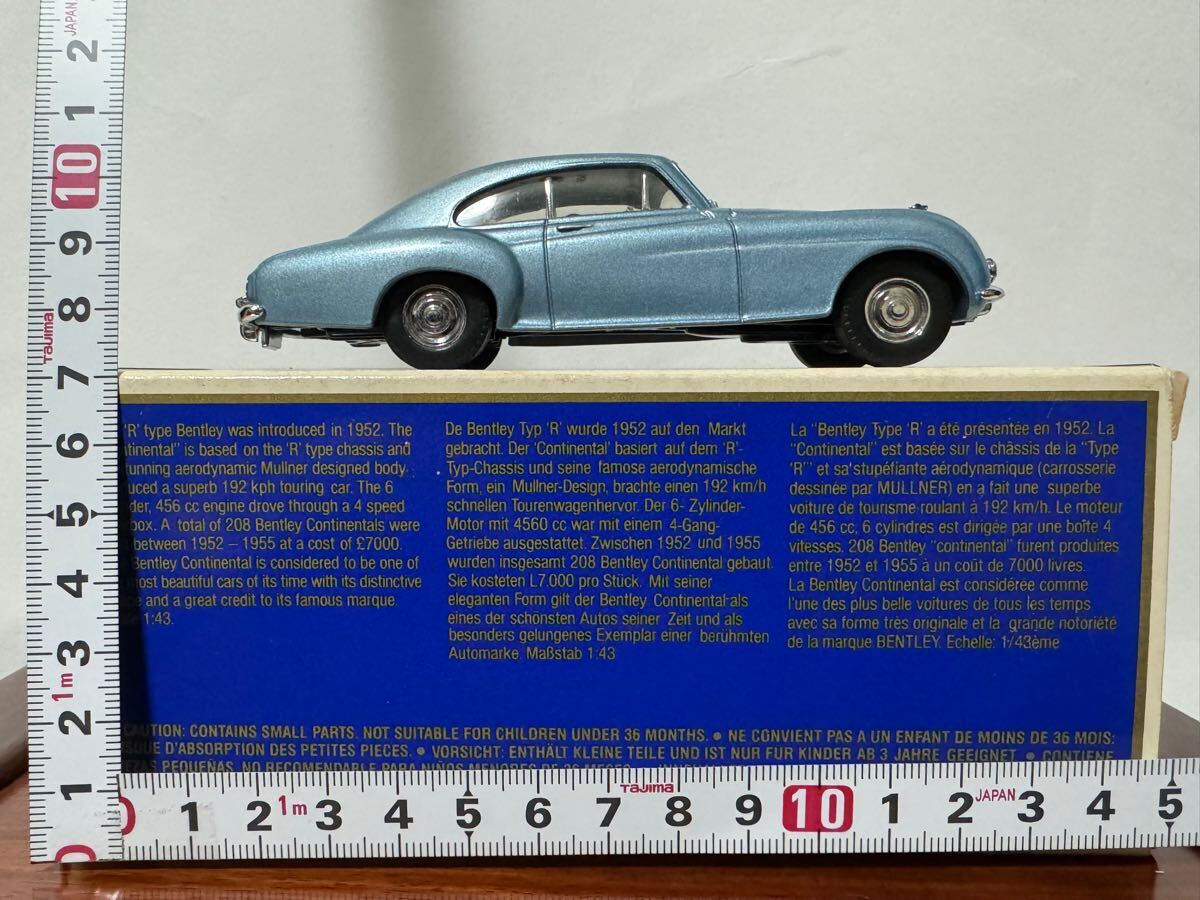 JAPAN
2
1
10
9
8
TAJIMA
7
6
5
4
3
1m
2
1
0
'R' type Bentley was introduced in 1952. The
tinental" is based on the 'R' type chassis and
unning aerodynamic Mullner designed body
uced a superb 192 kph touring car. The 6
der, 456 cc engine drove through a 4 speed
box. A total of 208 Bentley Continentals were
between 1952 – 1955 at a cost of £7000.
Bentley Continental is considered to be one of
most beautiful cars of its time with its distinctive
and a great credit to its famous marque.
1:43.
De Bentley Typ 'R' wurde 1952 auf den Markt
gebracht. Der 'Continental' basiert auf dem 'R'-
Typ-Chassis und seine famose aerodynamische
Form, ein Mullner-Design, brachte einen 192 km/h
schnellen Tourenwagenhervor. Der 6- Zylinder-
Motor mit 4560 cc war mit einem 4-Gang-
Getriebe ausgestattet. Zwischen 1952 und 1955
wurden insgesamt 208 Bentley Continental gebaut.
Sie kosteten L7.000 pro Stück. Mit seiner
eleganten Form gilt der Bentley Continental als
eines der schönsten Autos seiner Zeit und als
besonders gelungenes Exemplar einer berühmten
Automarke. Maßstab 1:43
La "Bentley Type 'R' a été présentée en 1952. La
"Continental" est basée sur le châssis de la "Type
'R'" et sa'stupéfiante aérodynamique (carrosserie
dessinée par MULLNER) en a fait une superbe
voiture de tourisme roulant à 192 km/h. Le moteur
de 456 cc, 6 cylindres est dirigée par une boîte 4
vitesses. 208 Bentley "continental" furent produites
entre 1952 et 1955 à un coût de 7000 livres.
La Bentley Continental est considérée comme
l'une des plus belle voitures de tous les temps
avec sa forme très originale et la grande notoriété
de la marque BENTLEY. Echelle: 1/43ème
CAUTION: CONTAINS SMALL PARTS. NOT SUITABLE FOR CHILDREN UNDER 36 MONTHS. • NE CONVIENT PAS A UN ENFANT DE MOINS DE 36 MOIS:
D'ABSORPTION DES PETITES PIECES. • VORSICHT: ENTHÄLT KLEINE TEILE UND IST NUR FUR KINDER AB 3 JAHRE GEEIGNET • CONTIENE
PEQUEÑAS. NO RECOMENDABLE PARA NIÑOS MENORES DE 36 MESES
0 1 2 1m 3 4 5 6 7 TAJIMA 8 9 10 1 2 JAPAN 3 4 5